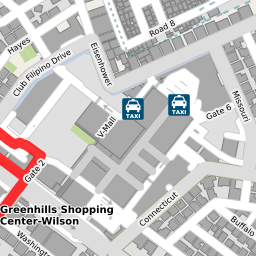 Road 8
Hayes
Eisenhower
Club Filipino Drive
Missouri
TAXI
TAXI
Gate 6
V-Mall
Gate 2
Greenhills Shopping
Center-Wilson
Connecticut
Buffalo
Washington